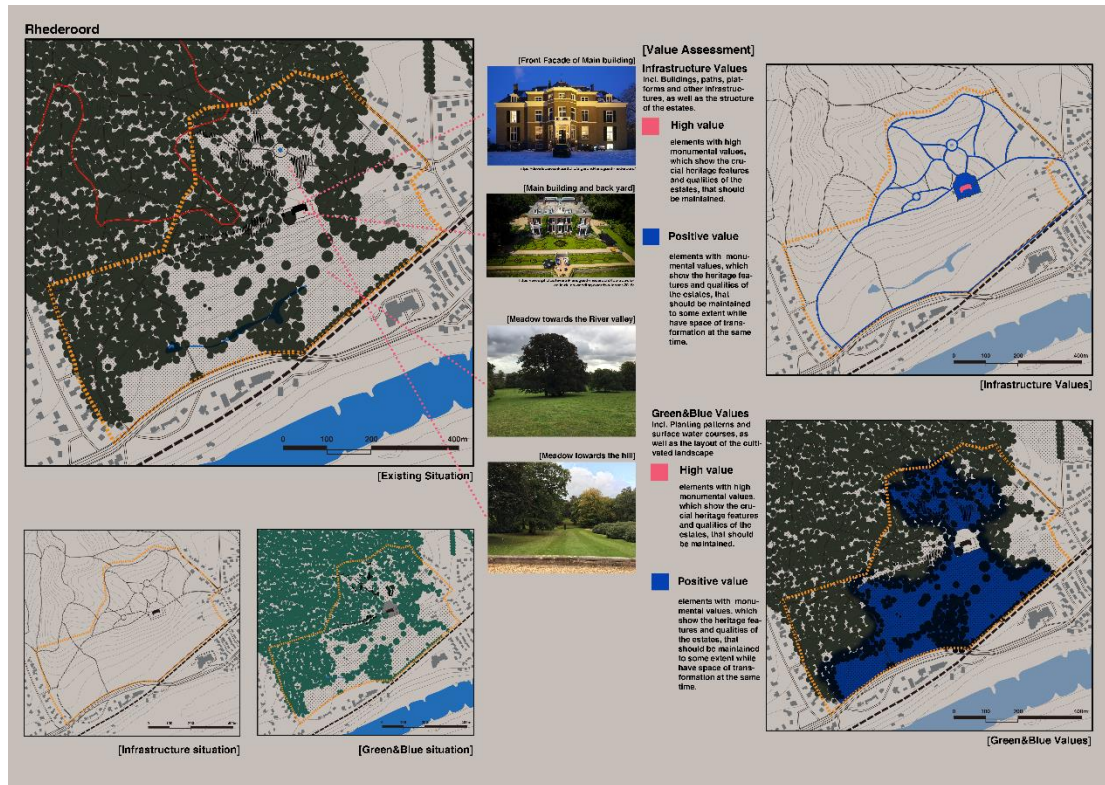 Rhederoord
0 100 200 400m
[Existing Situation]
[Infrastructure situation]
[Green&Blue situation]
[Front Façade of Main building]
[Main building and back yard]
[Meadow towards the River valley]
[Meadow towards the hill]
[Value Assessment]
Infrastructure Values
Incl. Buildings, paths, plat-
forms and other infrastruc-
tures, as well as the structure
of the estates.
High value
elements with high
monumental values,
which show the cru-
cial heritage features
and qualities of the
estates, that should
be maintained.
Positive value
elements with monu-
mental values, which
show the heritage fea-
tures and qualities of
the estates, that
should be maintained
to some extent while
have space of trans-
formation at the same
time.
Green&Blue Values
Incl. Planting patterns and
surface water courses, as
well as the layout of the culti-
vated landscape
High value
elements with high
monumental values,
which show the cru-
cial heritage features
and qualities of the
estates, that should
be maintained.
Positive value
elements with monu-
mental values, which
show the heritage fea-
tures and qualities of
the estates, that
should be maintained
to some extent while
have space of trans-
formation at the same
time.
0 100 200 400m
[Infrastructure Values]
0 100 200 400m
[Green&Blue Values]